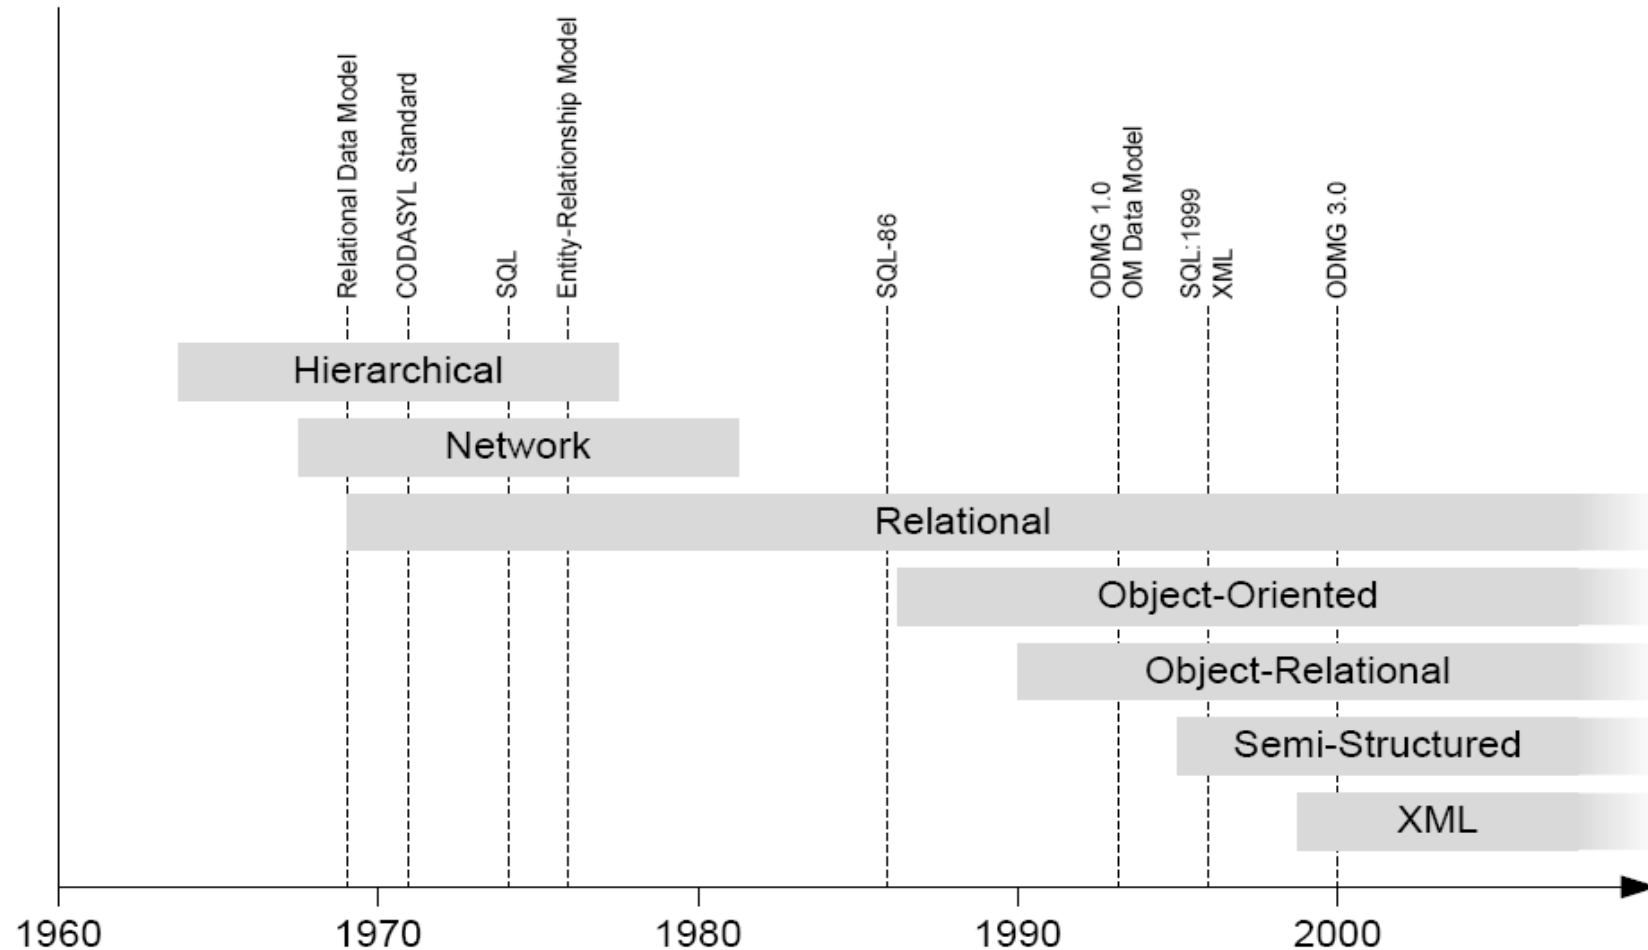 Relational Data Model
CODASYL Standard
SQL
Entity-Relationship Model
SQL-86
ODMG 1.0
OM Data Model
SQL:1999
XML
ODMG 3.0
Hierarchical
Network
Relational
Object-Oriented
Object-Relational
Semi-Structured
XML
1960
1970
1980
1990
2000